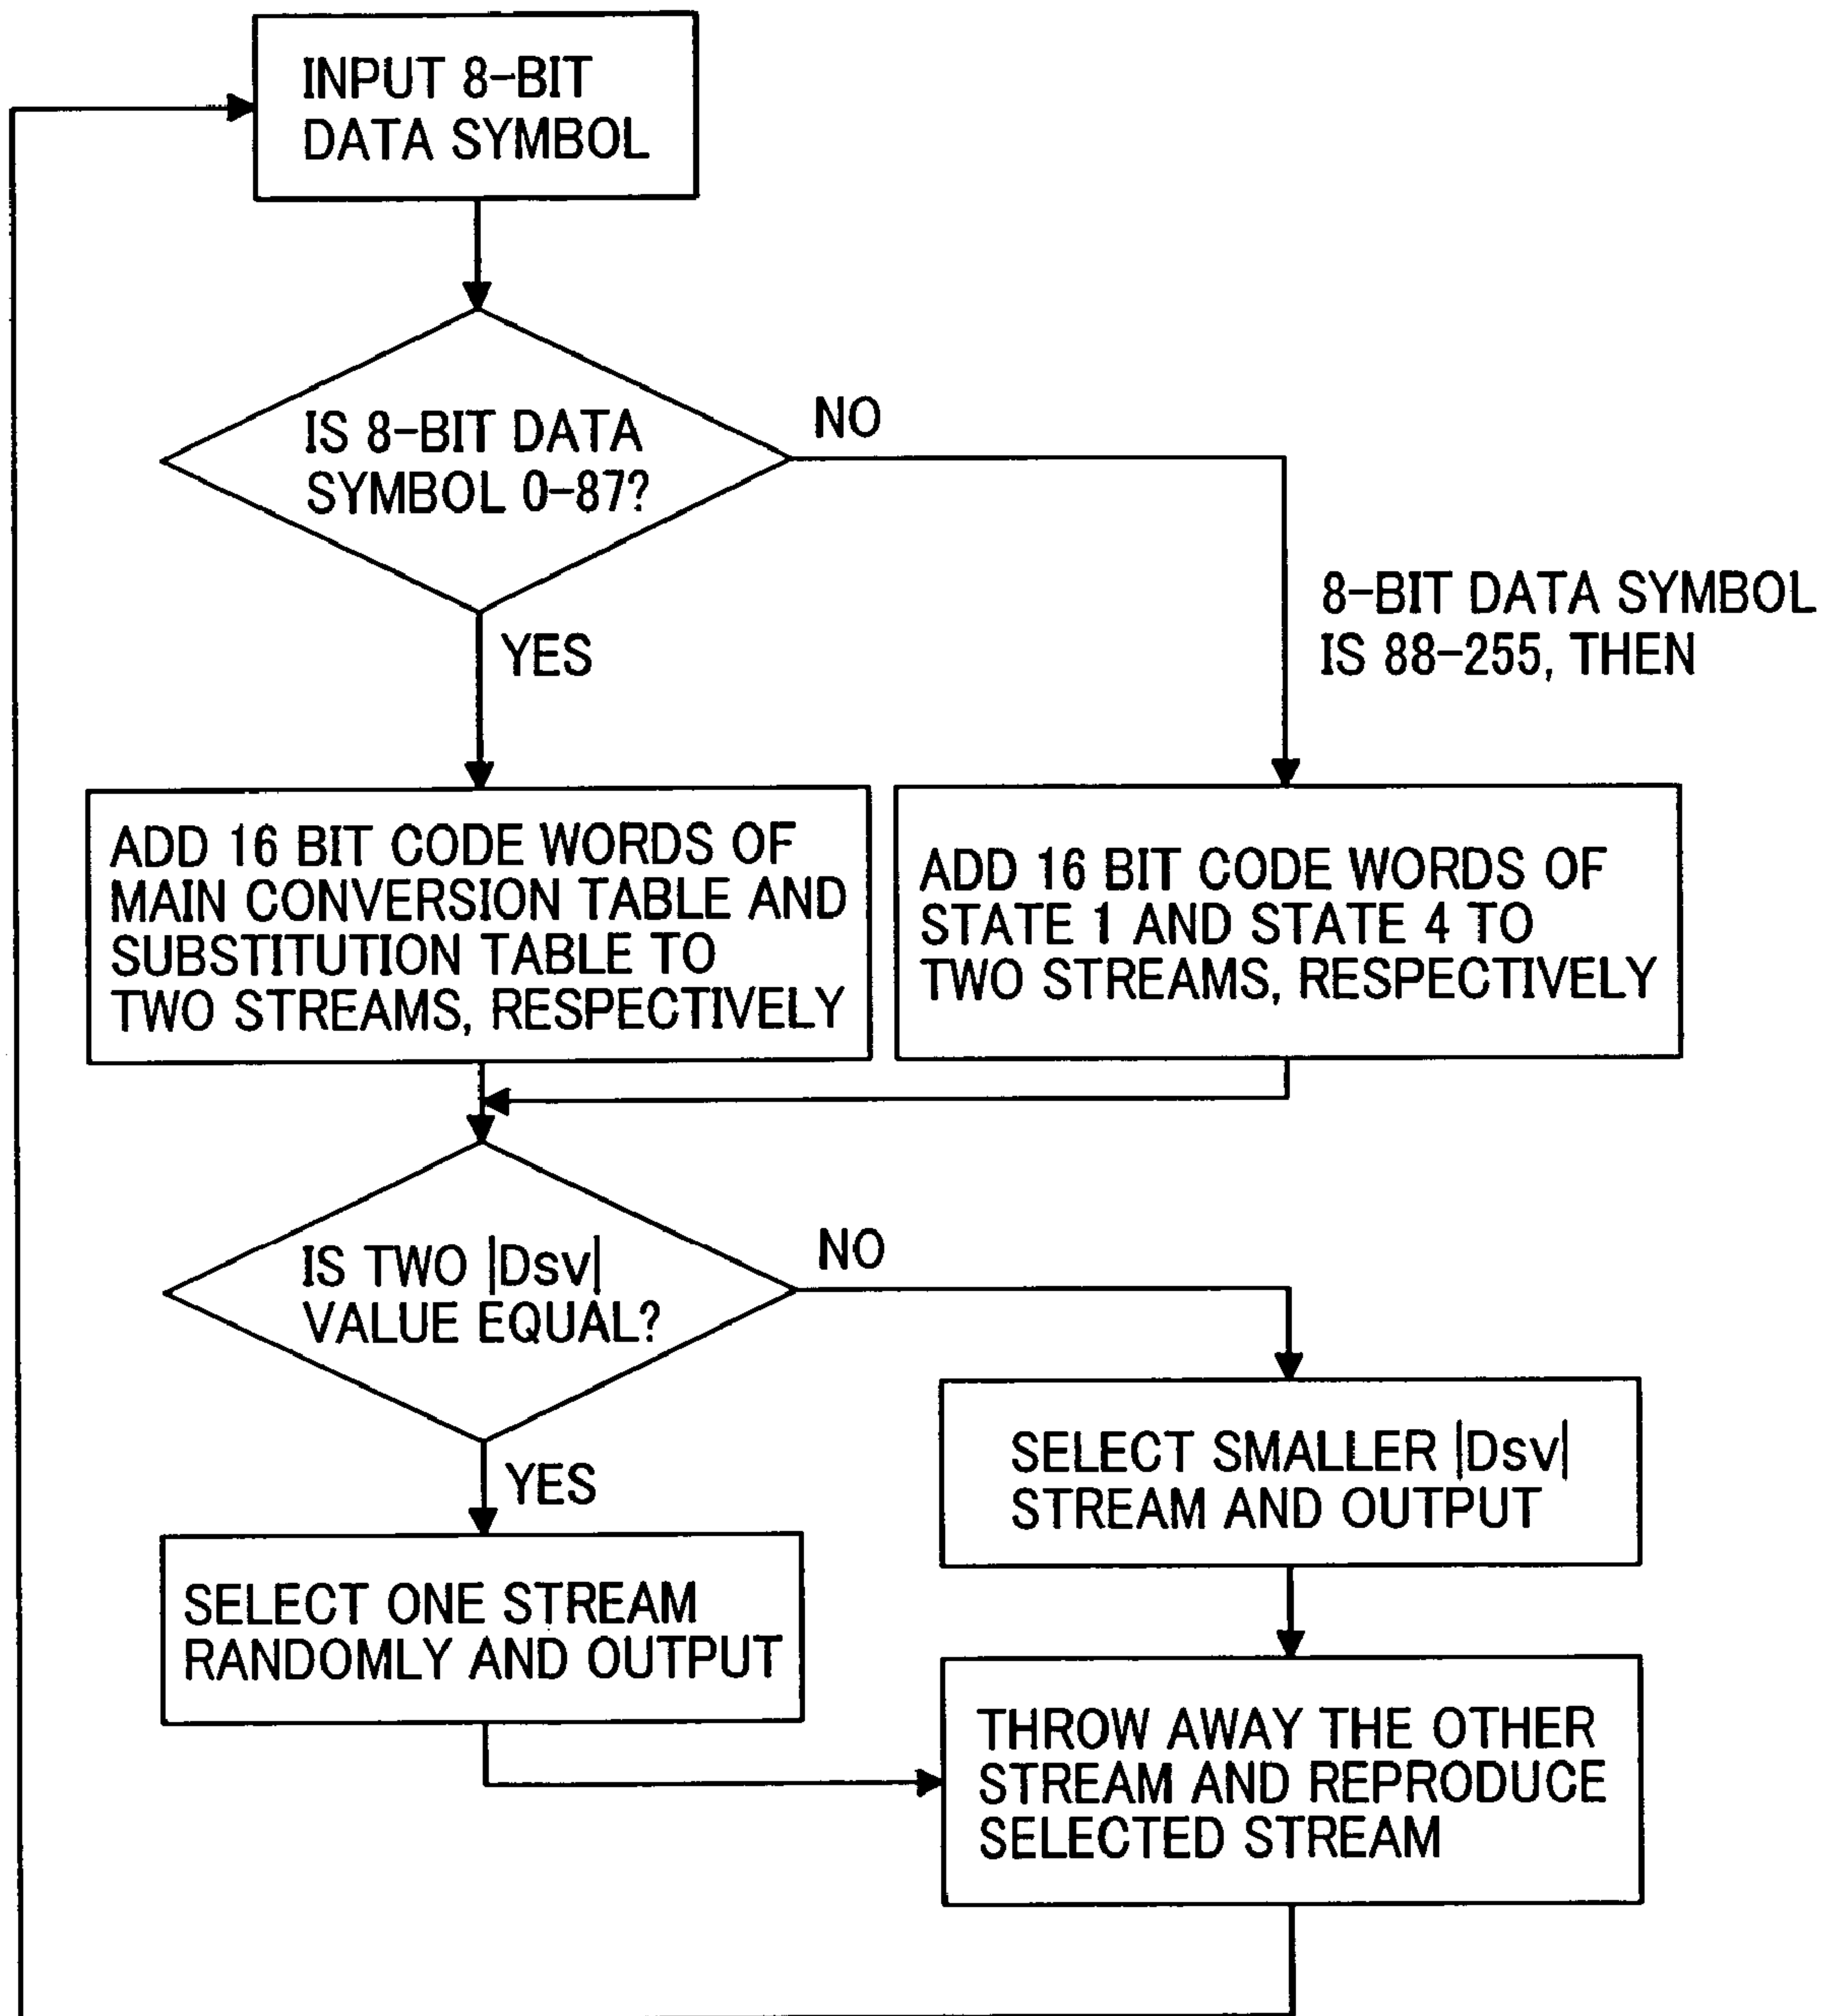 INPUT 8-BIT
DATA SYMBOL
IS 8-BIT DATA
SYMBOL 0-87?
NO
8-BIT DATA SYMBOL
IS 88-255, THEN
YES
ADD 16 BIT CODE WORDS OF
MAIN CONVERSION TABLE AND
SUBSTITUTION TABLE TO
TWO STREAMS, RESPECTIVELY
ADD 16 BIT CODE WORDS OF
STATE 1 AND STATE 4 TO
TWO STREAMS, RESPECTIVELY
IS TWO |Dsv|
VALUE EQUAL?
NO
YES
SELECT SMALLER |Dsv|
STREAM AND OUTPUT
SELECT ONE STREAM
RANDOMLY AND OUTPUT
THROW AWAY THE OTHER
STREAM AND REPRODUCE
SELECTED STREAM